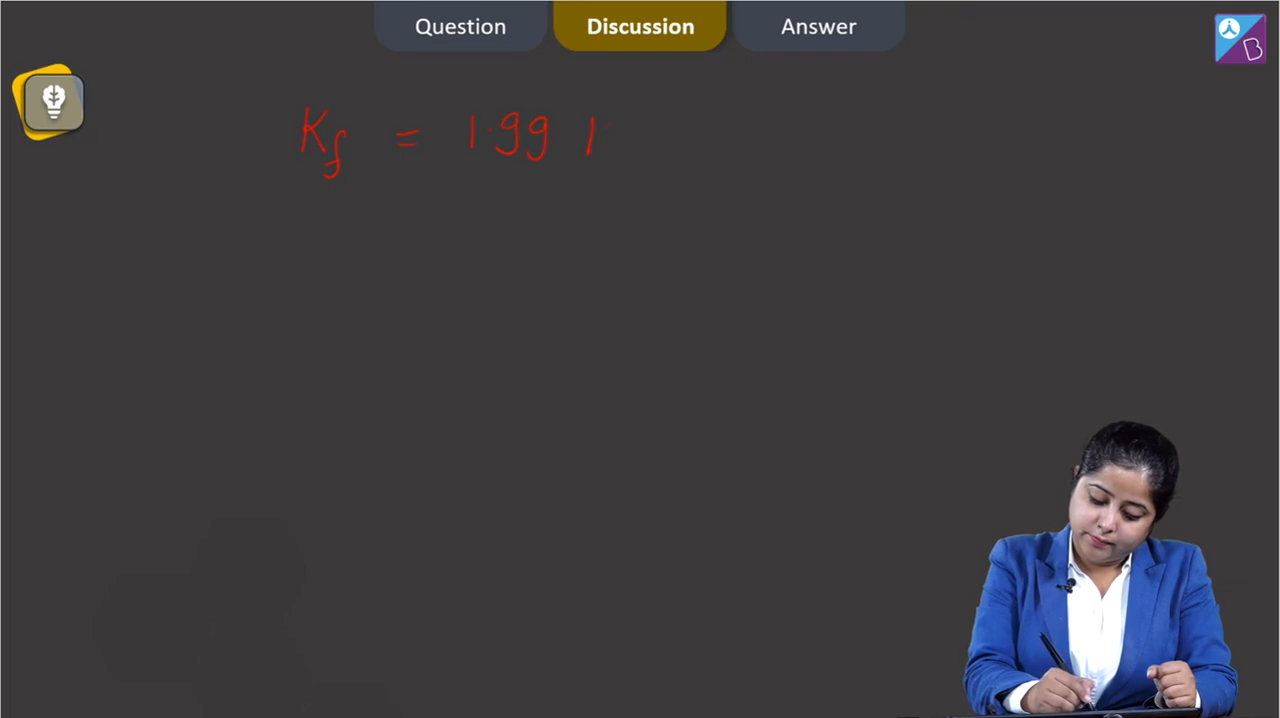 Question Discussion Answer
B
Kf = 1.99 1